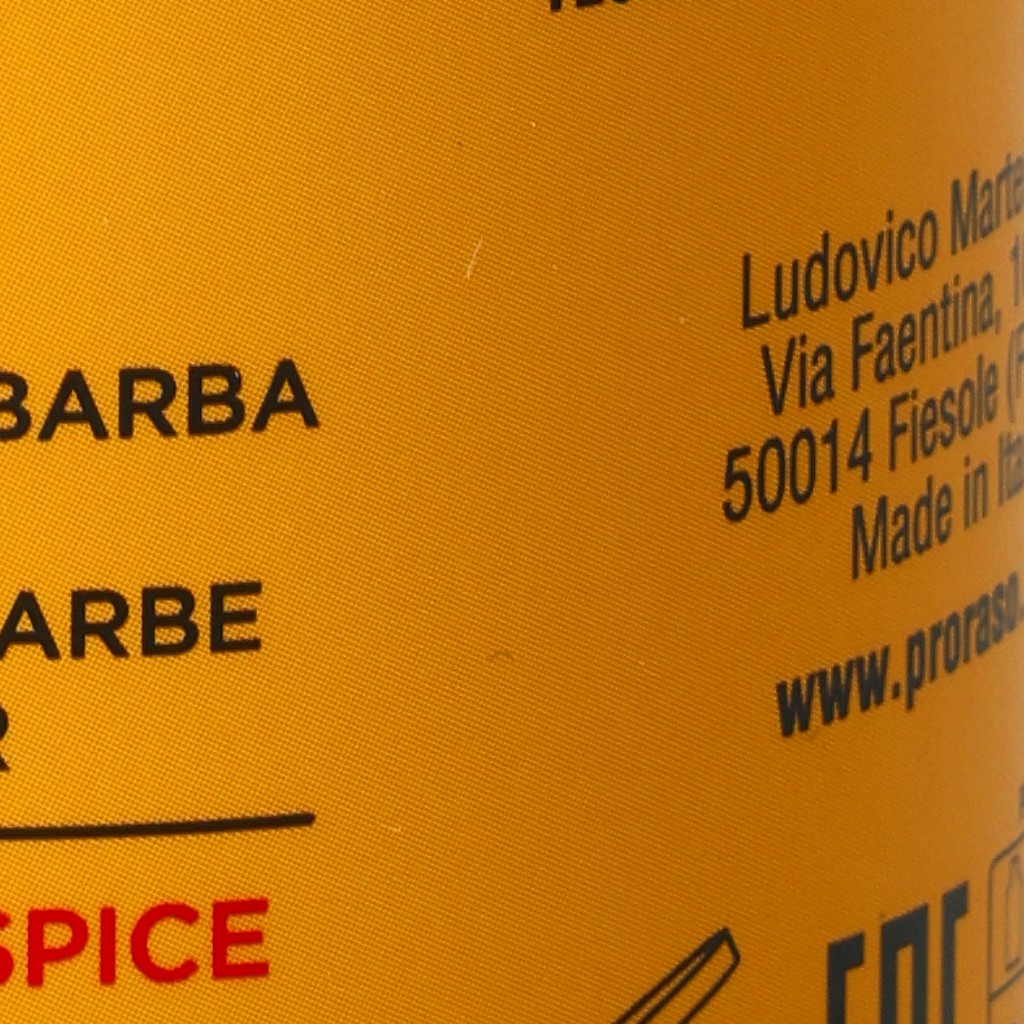 BARBA
ARBE
R
SPICE
Ludovico Marte
Via Faentina, 1
50014 Fiesole (F
Made in Ita
www.proraso.